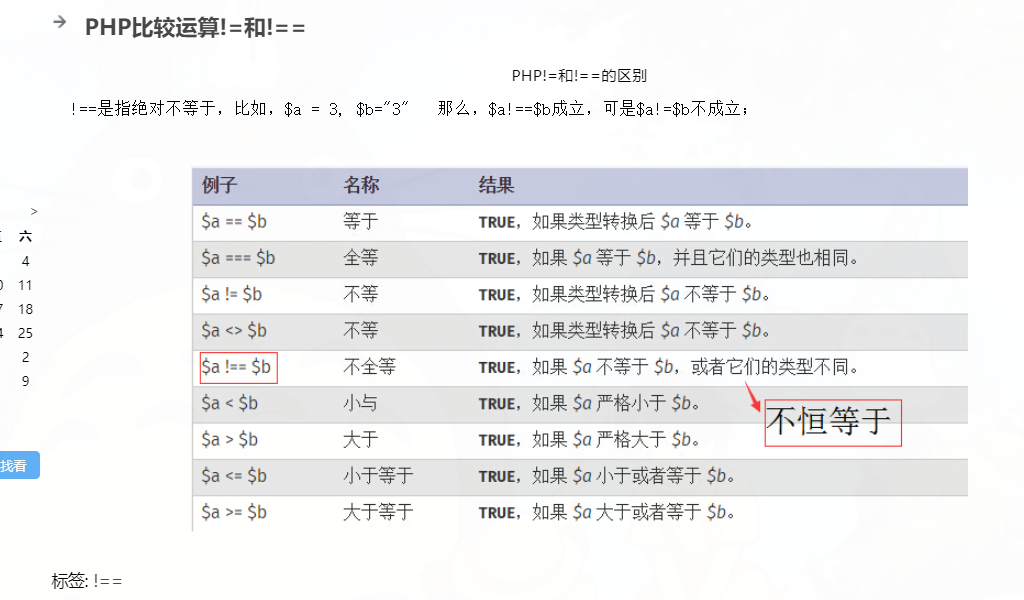 PHP比较运算!=和!==
PHP!=和!==的区别
!==是指绝对不等于，比如，$a = 3, $b="3" 那么，$a!==$b成立，可是$a!=$b不成立；
例子 名称 结果
$a == $b 等于 TRUE，如果类型转换后 $a 等于 $b。
$a === $b 全等 TRUE，如果 $a 等于 $b，并且它们的类型也相同。
$a != $b 不等 TRUE，如果类型转换后 $a 不等于 $b。
$a <> $b 不等 TRUE，如果类型转换后 $a 不等于 $b。
$a !== $b 不全等 TRUE，如果 $a 不等于 $b，或者它们的类型不同。
$a < $b 小与 TRUE，如果 $a 严格小于 $b。
不恒等于
$a > $b 大于 TRUE，如果 $a 严格大于 $b。
$a <= $b 小于等于 TRUE，如果 $a 小于或者等于 $b。
$a >= $b 大于等于 TRUE，如果 $a 大于或者等于 $b。
>
六
4
11
18
25
2
9
找看
标签: !==